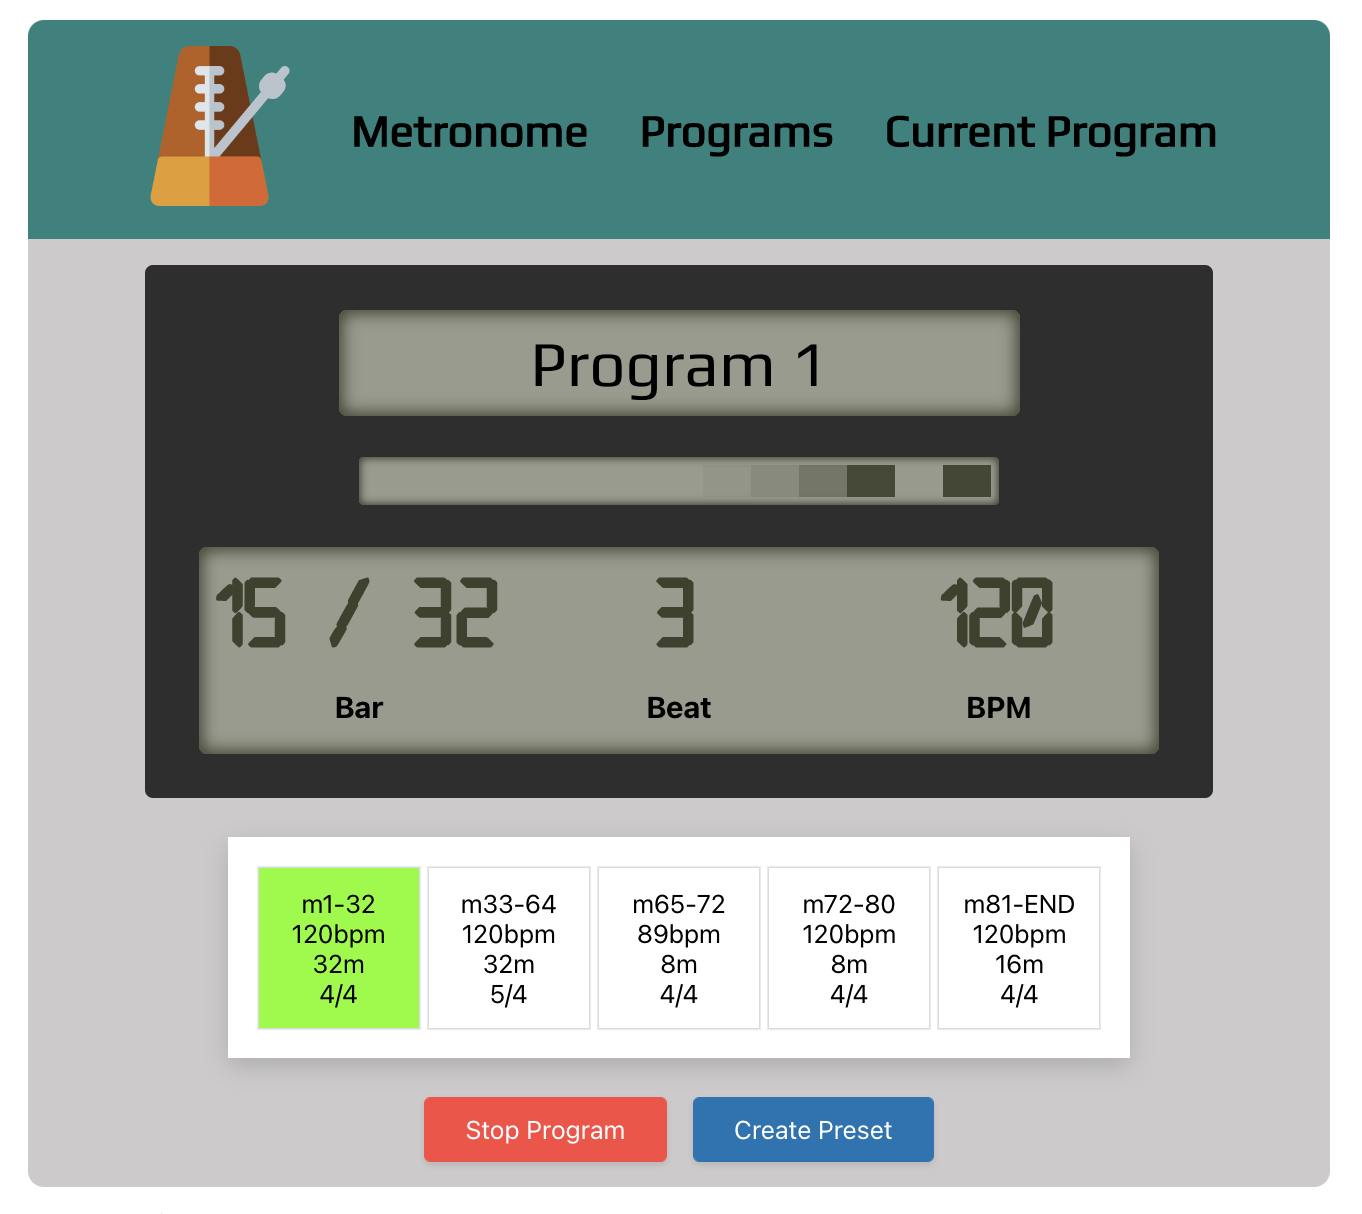 Metronome Programs Current Program
Program 1
15 / 32 3 120
Bar Beat BPM
m1-32
120bpm
32m
4/4
m33-64
120bpm
32m
5/4
m65-72
89bpm
8m
4/4
m72-80
120bpm
8m
4/4
m81-END
120bpm
16m
4/4
Stop Program Create Preset